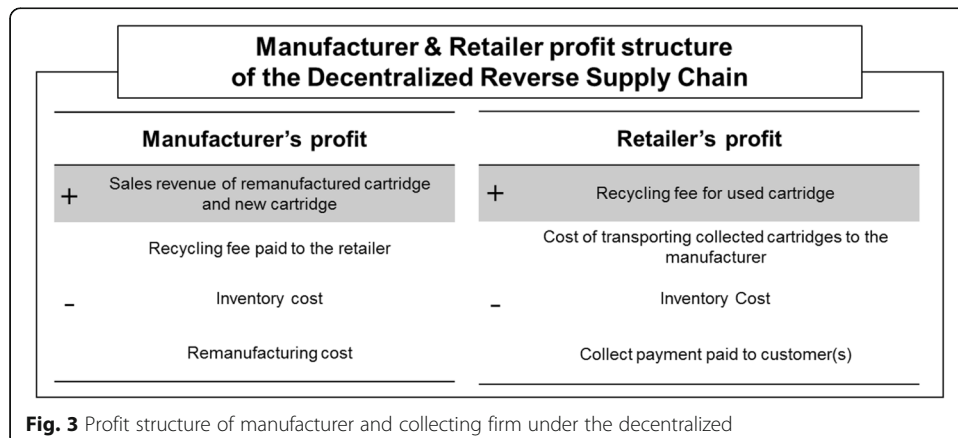 Manufacturer & Retailer profit structure
of the Decentralized Reverse Supply Chain
Manufacturer's profit
+
Sales revenue of remanufactured cartridge
and new cartridge
-
Recycling fee paid to the retailer
Inventory cost
Remanufacturing cost
Retailer's profit
+
Recycling fee for used cartridge
-
Cost of transporting collected cartridges to the
manufacturer
Inventory Cost
Collect payment paid to customer(s)
Fig. 3 Profit structure of manufacturer and collecting firm under the decentralized